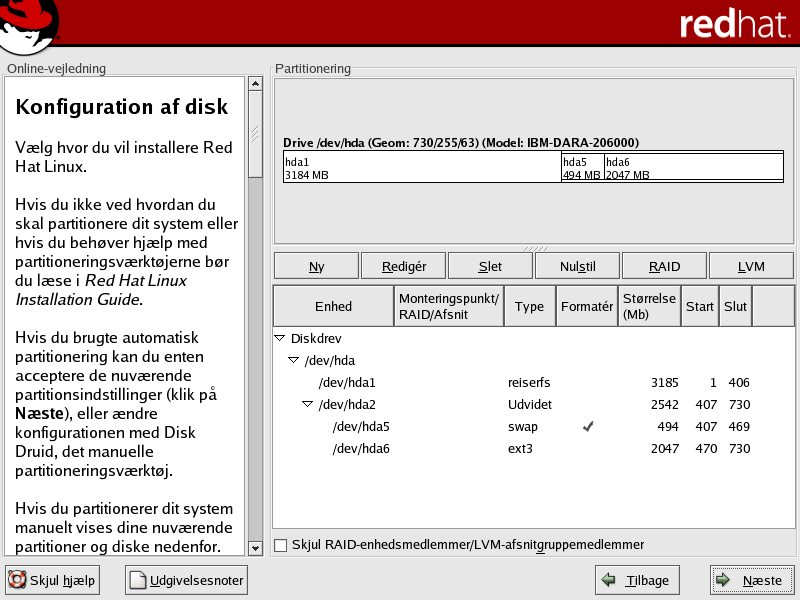 redhat.
Online-vejledning
Konfiguration af disk
Vælg hvor du vil installere Red
Hat Linux.
Hvis du ikke ved hvordan du
skal partitionere dit system eller
hvis du behøver hjælp med
partitioneringsværktøjerne bør
du læse i Red Hat Linux
Installation Guide.
Hvis du brugte automatisk
partitionering kan du enten
acceptere de nuværende
partitionsindstillinger (klik på
Næste), eller ændre
konfigurationen med Disk
Druid, det manuelle
partitioneringsværktøj.
Hvis du partitionerer dit system
manuelt vises dine nuværende
partitioner og diske nedenfor.
Partitionering
Drive /dev/hda (Geom: 730/255/63) (Model: IBM-DARA-206000)
hda1 hda5 hda6
3184 MB 494 MB 2047 MB
Ny Redigér Slet Nulstil RAID LVM
Enhed Monteringspunkt/ Type Formatér Størrelse Start Slut
RAID/Afsnit (Mb)
Diskdrev
/dev/hda
/dev/hda1 reiserfs 3185 1 406
/dev/hda2 Udvidet 2542 407 730
/dev/hda5 swap 494 407 469
/dev/hda6 ext3 2047 470 730
Skjul RAID-enhedsmedlemmer/LVM-afsnitgruppemedlemmer
Skjul hjælp Udgivelsesnoter Tilbage Næste